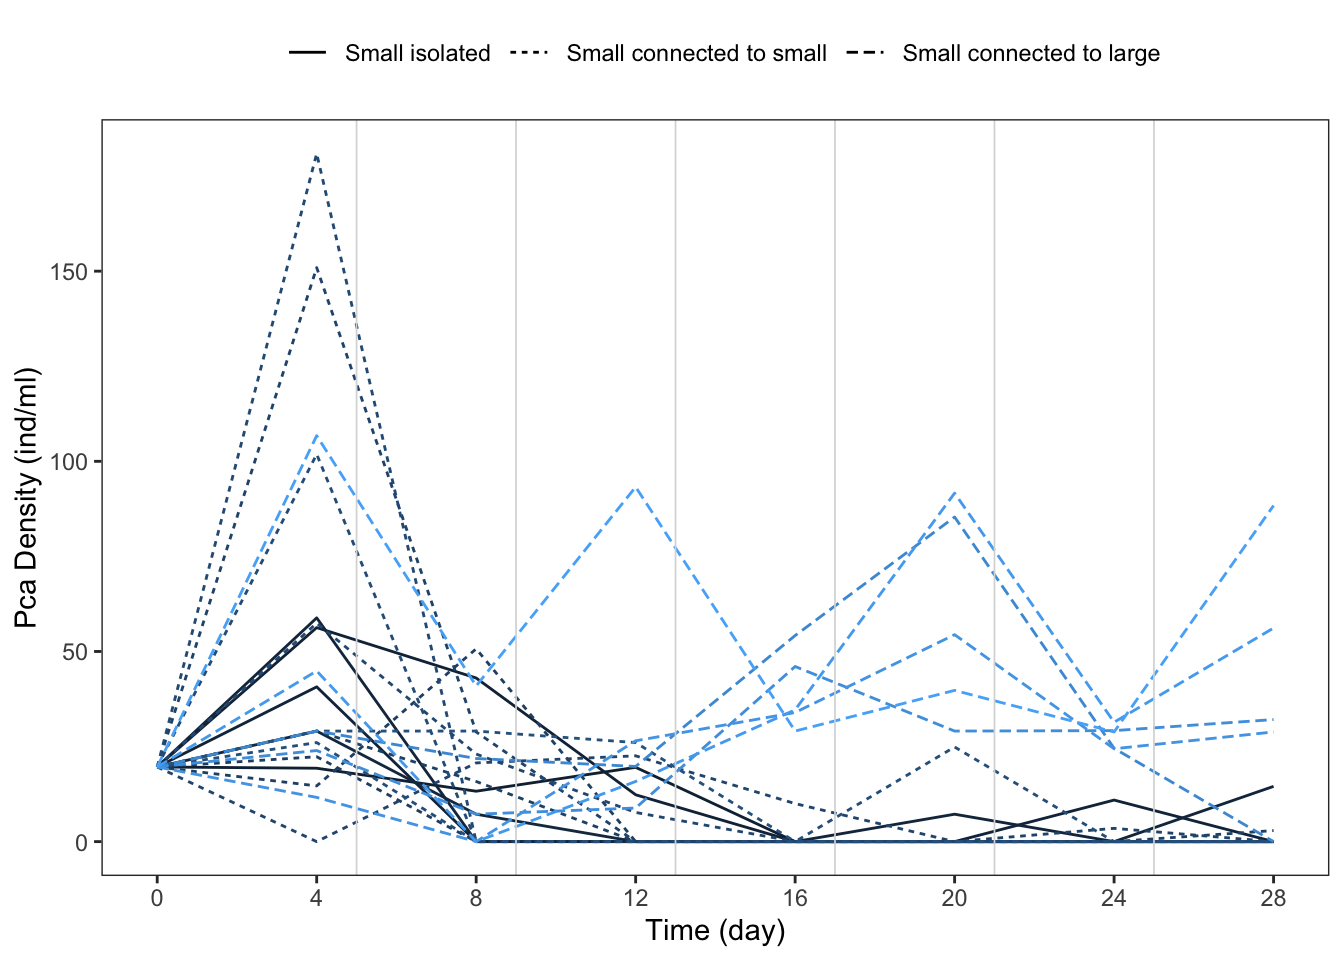 Small isolated Small connected to small Small connected to large
Pca Density (ind/ml)
150
100
50
0
0 4 8 12 16 20 24 28
Time (day)